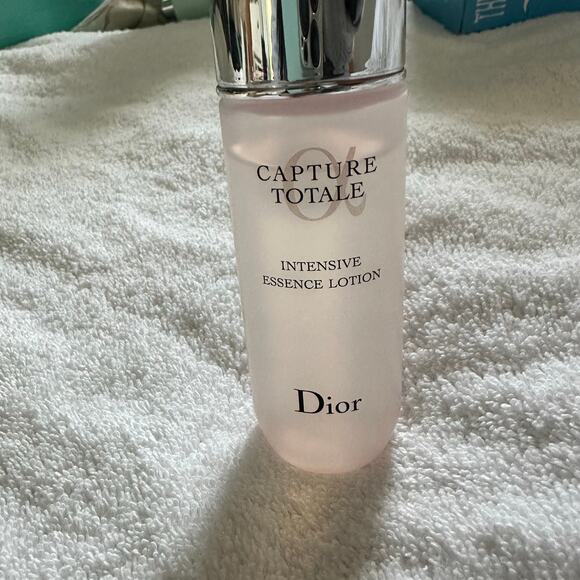 CAPTURE
TOTALE
INTENSIVE
ESSENCE LOTION
Dior